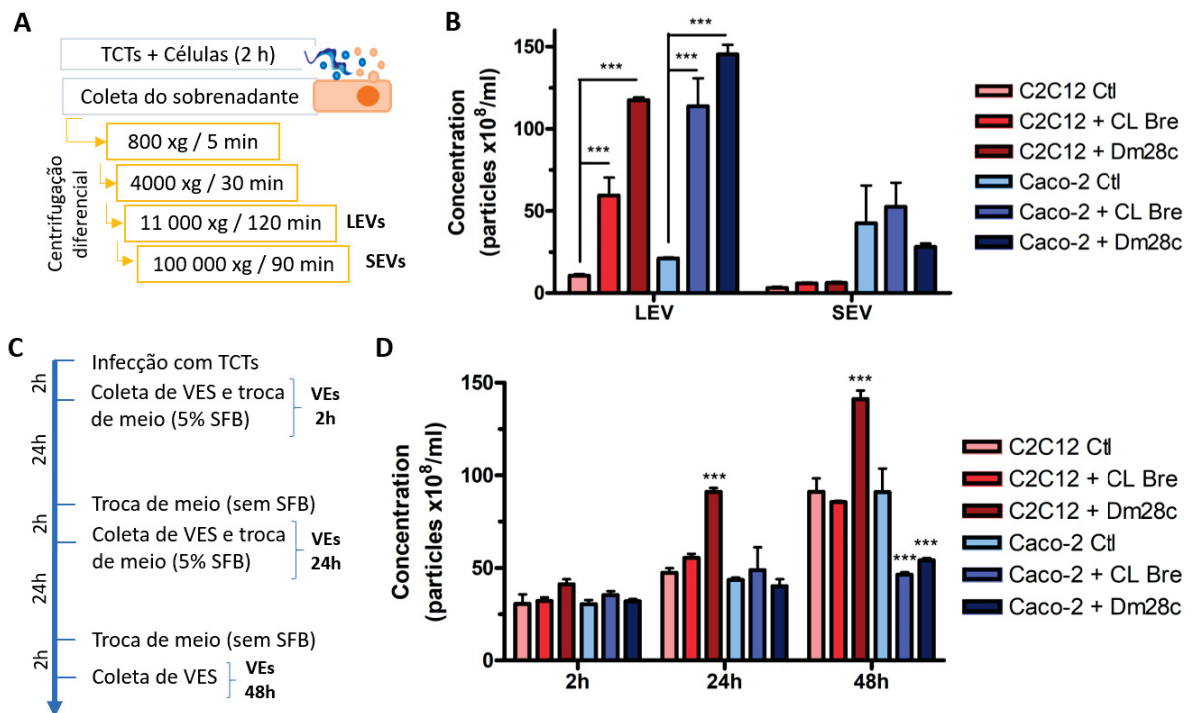 A
TCTs + Células (2 h)
Coleta do sobrenadante
800 xg / 5 min
4000 xg / 30 min
11 000 xg / 120 min
LEVs
100 000 xg / 90 min
SEVs
Centrifugação
diferencial
B
Concentration
(particles x10⁸/ml)
150
100
50
0
***
***
***
***
LEV
SEV
C2C12 Ctl
C2C12 + CL Bre
C2C12 + Dm28c
Caco-2 Ctl
Caco-2 + CL Bre
Caco-2 + Dm28c
C
2h
24h
2h
24h
2h
Infecção com TCTs
Coleta de VES e troca
de meio (5% SFB)
VEs
2h
Troca de meio (sem SFB)
Coleta de VES e troca
de meio (5% SFB)
VEs
24h
Troca de meio (sem SFB)
Coleta de VES
VEs
48h
D
Concentration
(particles x10⁸/ml)
150
100
50
0
***
***
***
***
2h
24h
48h
C2C12 Ctl
C2C12 + CL Bre
C2C12 + Dm28c
Caco-2 Ctl
Caco-2 + CL Bre
Caco-2 + Dm28c